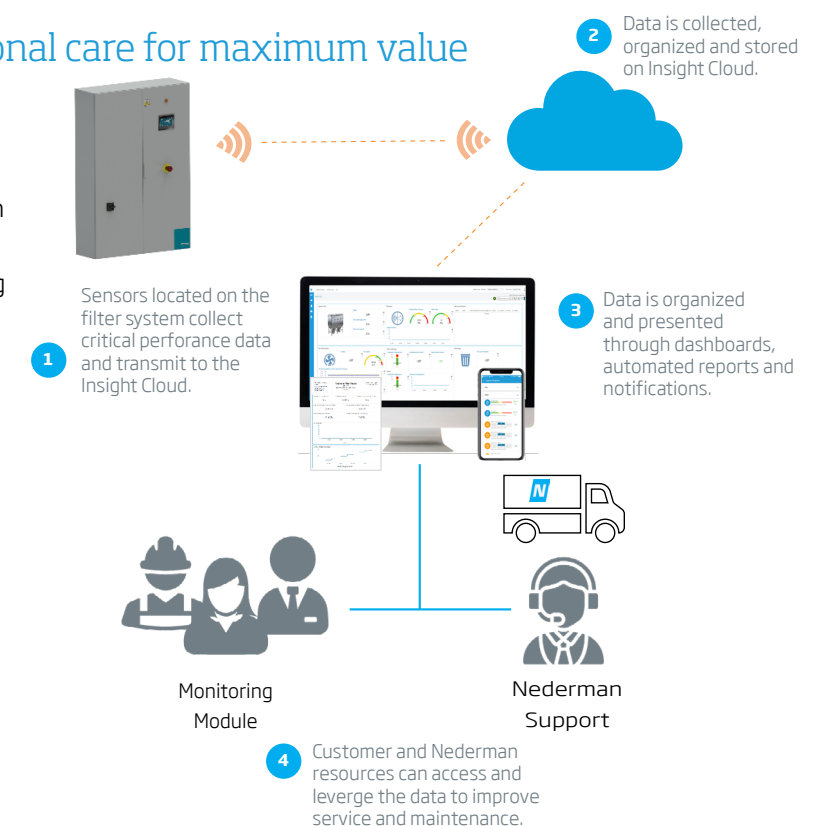 onal care for maximum value
2
Data is collected,
organized and stored
on Insight Cloud.
n
g
1
Sensors located on the
filter system collect
critical perforance data
and transmit to the
Insight Cloud.
3
Data is organized
and presented
through dashboards,
automated reports and
notifications.
N
Monitoring
Module
Nederman
Support
4
Customer and Nederman
resources can access and
leverge the data to improve
service and maintenance.